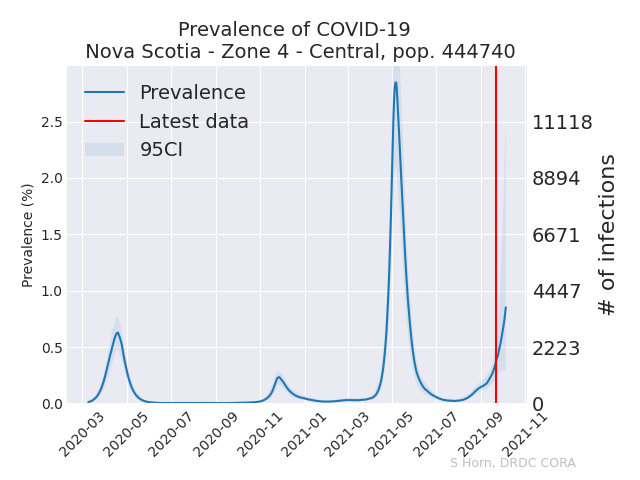 Prevalence of COVID-19
Nova Scotia - Zone 4 - Central, pop. 444740
Prevalence
Latest data
95CI
Prevalence (%)
2.5
2.0
1.5
1.0
0.5
0.0
11118
8894
6671
4447
2223
0
# of infections
2020-03
2020-05
2020-07
2020-09
2020-11
2021-01
2021-03
2021-05
2021-07
2021-09
2021-11
S Horn, DRDC CORA